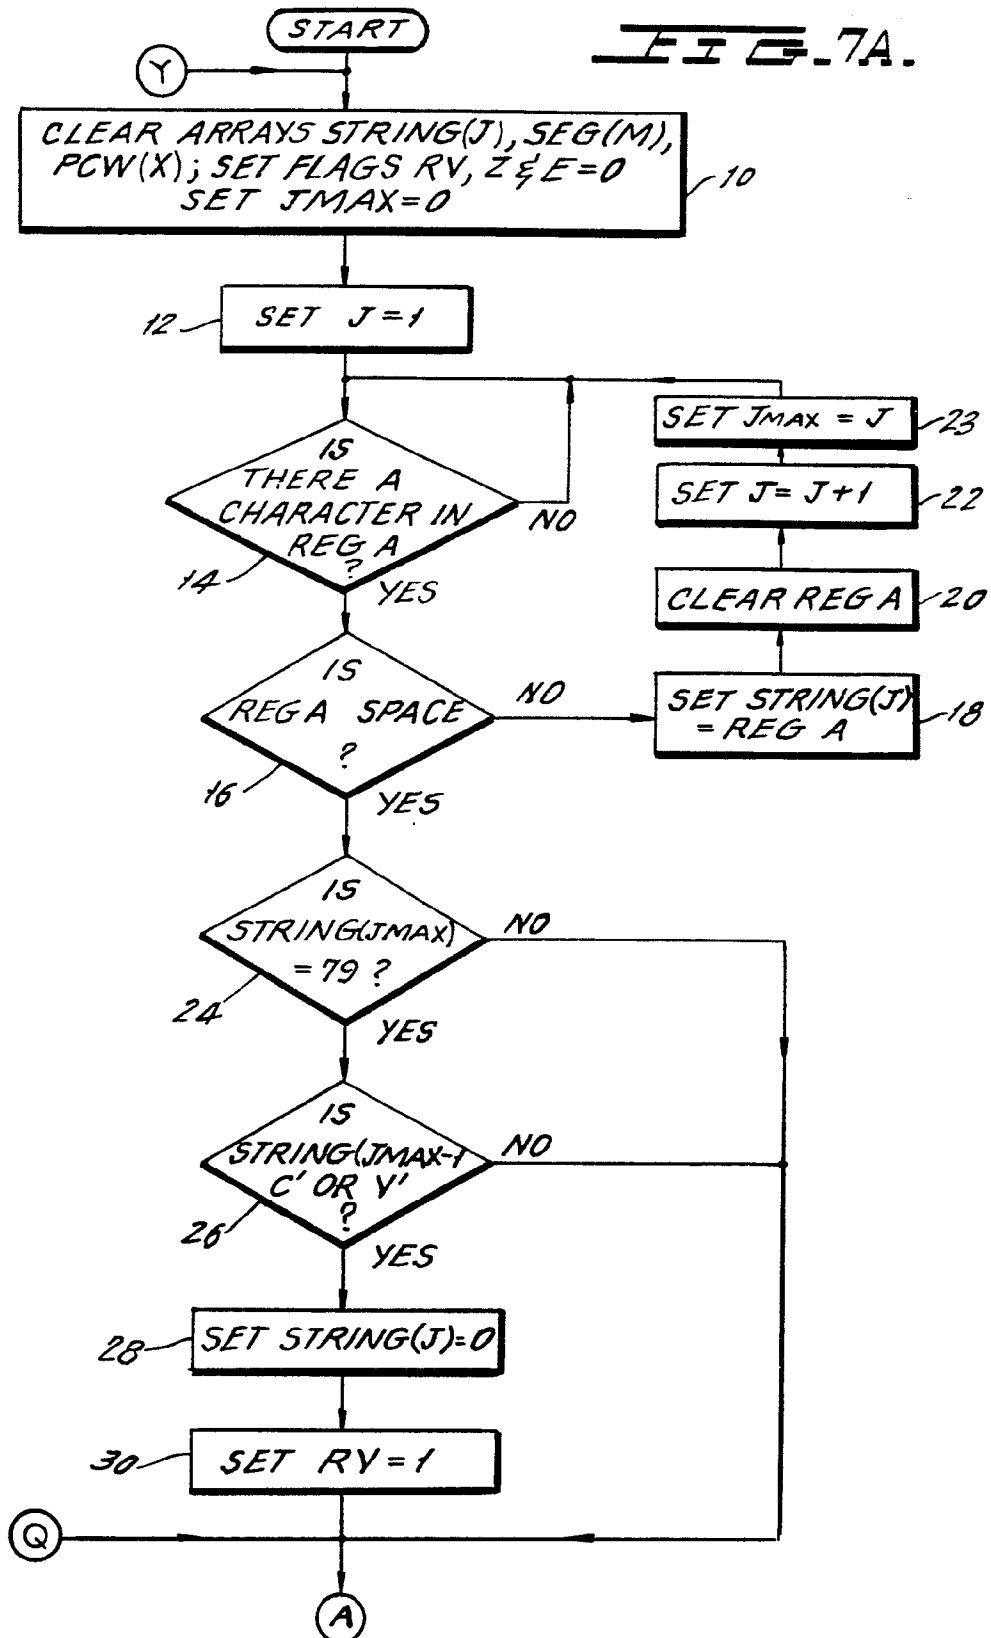 START
FIG. 7A.
Y
CLEAR ARRAYS STRING(J), SEG(M),
PCW(X); SET FLAGS RV, Z & E=0
SET JMAX=0
10
12
SET J=1
SET JMAX = J
23
SET J= J+1
22
IS
THERE A
CHARACTER IN
REG A
?
NO
14
YES
CLEAR REG A
20
IS
REG A SPACE
?
NO
SET STRING(J)
= REG A
18
16
YES
IS
STRING(JMAX)
= 79 ?
NO
24
YES
IS
STRING(JMAX-1
C' OR V'
?
NO
26
YES
28
SET STRING(J)=0
30
SET RV=1
Q
A